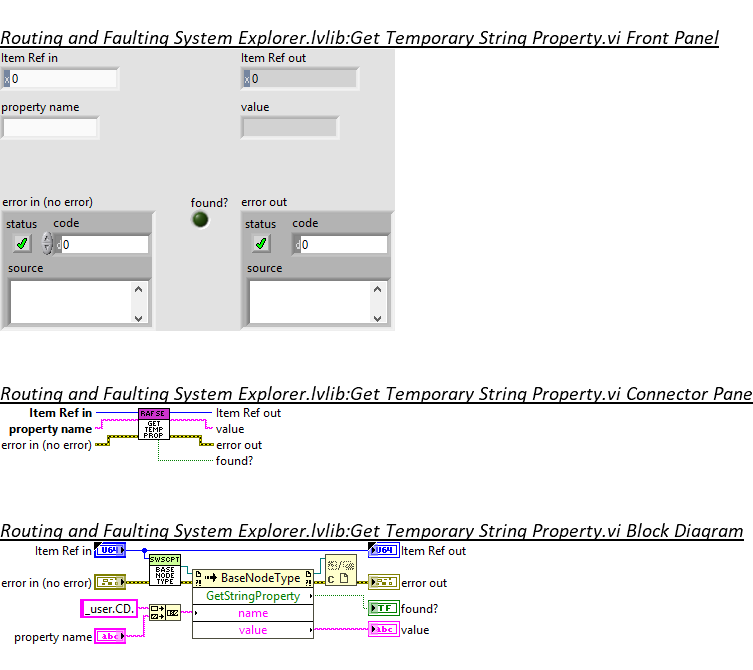 Routing and Faulting System Explorer.lvlib:Get Temporary String Property.vi Front Panel
Item Ref in Item Ref out
x 0 x 0
property name value
error in (no error) found? error out
status code status code
d 0 d 0
source source
Routing and Faulting System Explorer.lvlib:Get Temporary String Property.vi Connector Pane
Item Ref in RAFSE Item Ref out
property name GET value
TEMP
error in (no error) PROP error out
found?
Routing and Faulting System Explorer.lvlib:Get Temporary String Property.vi Block Diagram
Item Ref in U64 U64 Item Ref out
SWSCPT
BASE
error in (no error) NODE BaseNodeType error out
TYPE
GetStringProperty
_user.CD. name TF found?
property name abc value abc value